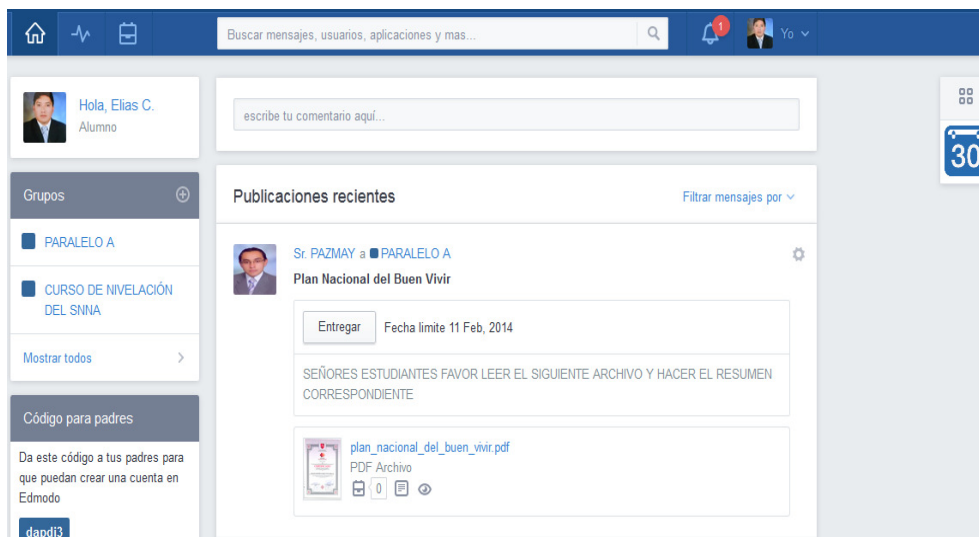 Buscar mensajes, usuarios, aplicaciones y mas...
1
Yo
Hola, Elias C.
Alumno
Grupos
PARALELO A
CURSO DE NIVELACIÓN
DEL SNNA
Mostrar todos
Código para padres
Da este código a tus padres para
que puedan crear una cuenta en
Edmodo
dapdi3
escribe tu comentario aquí...
Publicaciones recientes
Filtrar mensajes por
Sr. PAZMAY a PARALELO A
Plan Nacional del Buen Vivir
Entregar Fecha limite 11 Feb, 2014
SEÑORES ESTUDIANTES FAVOR LEER EL SIGUIENTE ARCHIVO Y HACER EL RESUMEN
CORRESPONDIENTE
plan_nacional_del_buen_vivir.pdf
PDF Archivo
0
30